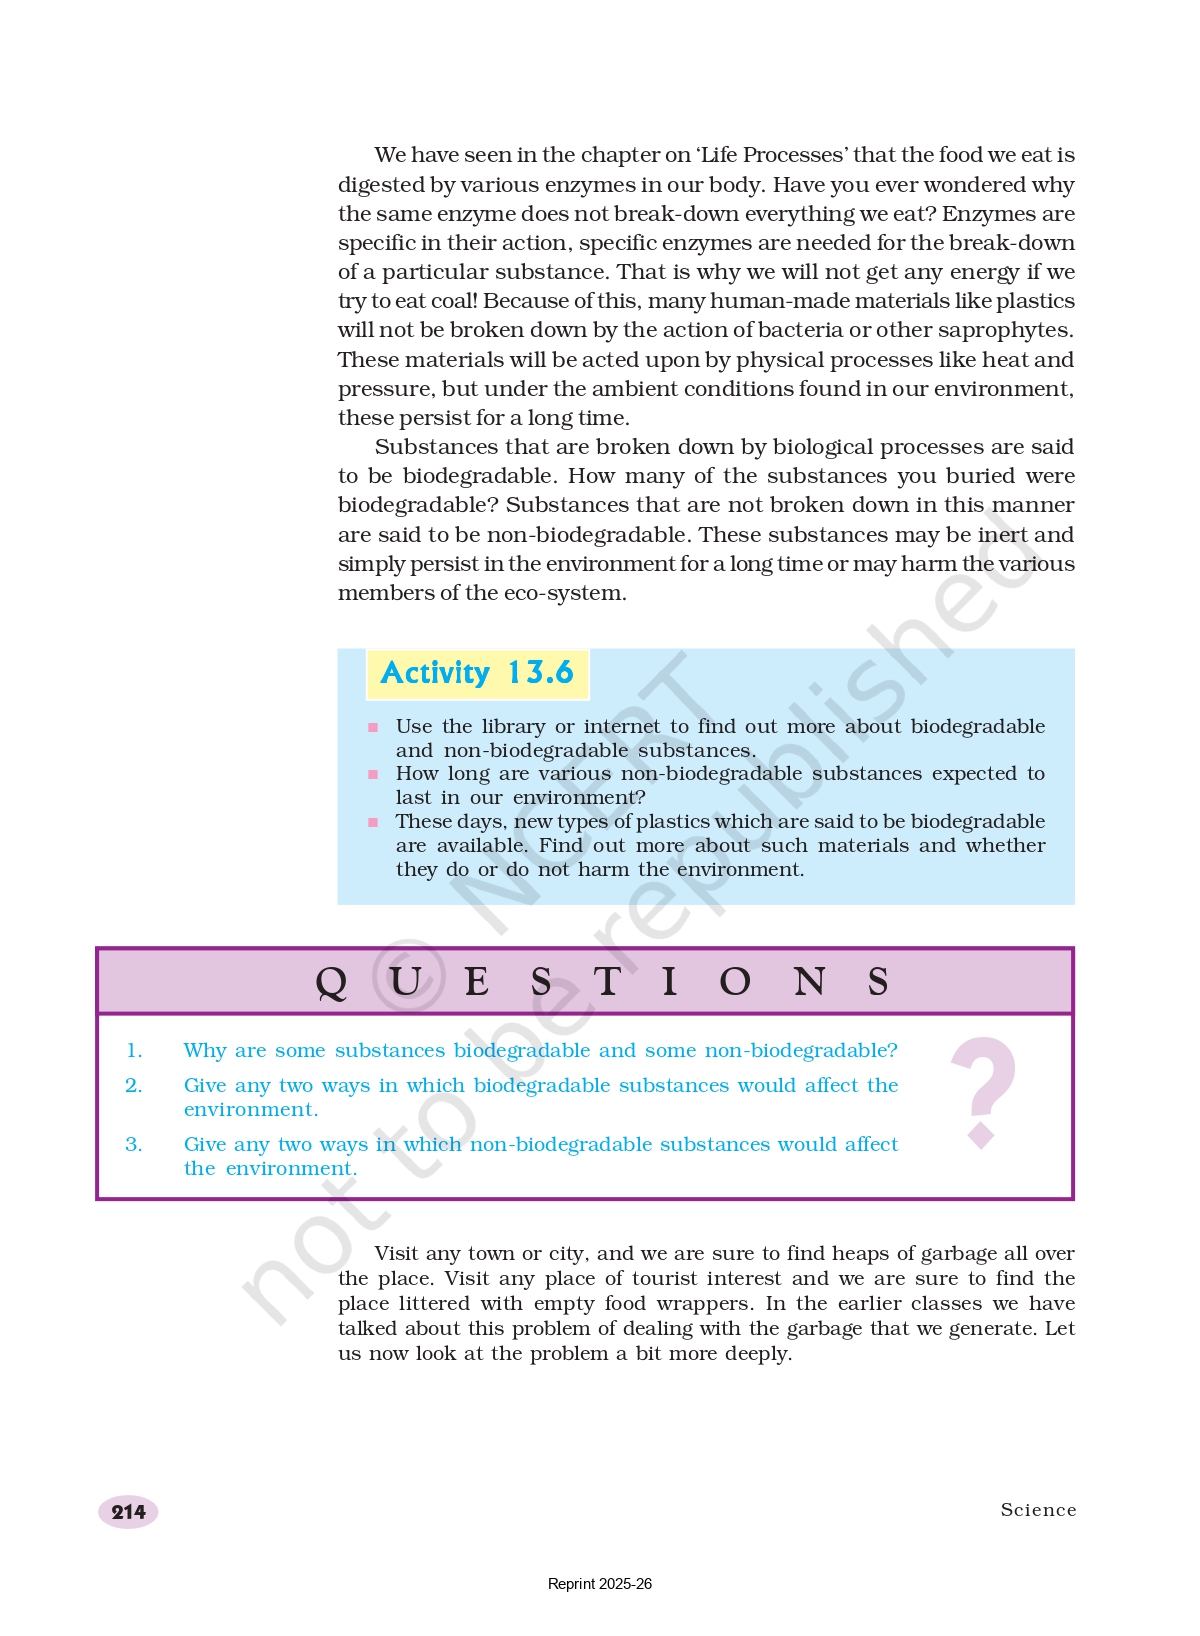 We have seen in the chapter on ‘Life Processes’ that the food we eat is
digested by various enzymes in our body. Have you ever wondered why
the same enzyme does not break-down everything we eat? Enzymes are
specific in their action, specific enzymes are needed for the break-down
of a particular substance. That is why we will not get any energy if we
try to eat coal! Because of this, many human-made materials like plastics
will not be broken down by the action of bacteria or other saprophytes.
These materials will be acted upon by physical processes like heat and
pressure, but under the ambient conditions found in our environment,
these persist for a long time.
Substances that are broken down by biological processes are said
to be biodegradable. How many of the substances you buried were
biodegradable? Substances that are not broken down in this manner
are said to be non-biodegradable. These substances may be inert and
simply persist in the environment for a long time or may harm the various
members of the eco-system.
Activity 13.6
■ Use the library or internet to find out more about biodegradable
and non-biodegradable substances.
■ How long are various non-biodegradable substances expected to
last in our environment?
■ These days, new types of plastics which are said to be biodegradable
are available. Find out more about such materials and whether
they do or do not harm the environment.
QUESTIONS
1. Why are some substances biodegradable and some non-biodegradable?
2. Give any two ways in which biodegradable substances would affect the
environment.
3. Give any two ways in which non-biodegradable substances would affect
the environment.
?
Visit any town or city, and we are sure to find heaps of garbage all over
the place. Visit any place of tourist interest and we are sure to find the
place littered with empty food wrappers. In the earlier classes we have
talked about this problem of dealing with the garbage that we generate. Let
us now look at the problem a bit more deeply.
214
Science
Reprint 2025-26
© NCERT
not to be republished